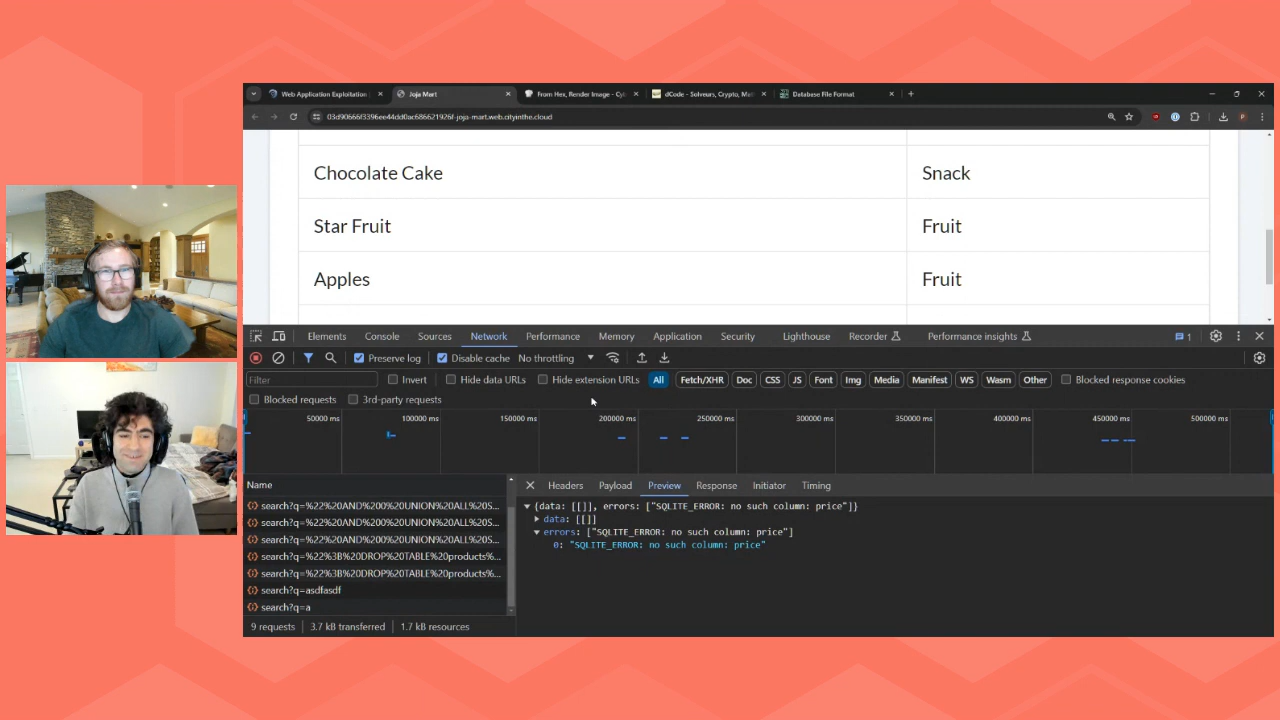 Web Application Exploitation
Joja Mart
From Hex, Render Image - Cyb
dCode - Solveurs, Crypto, Mat
Database File Format
03d90666f3396ee44dd0ac686621926f-joja-mart.web.cityinthe.cloud
Chocolate Cake
Snack
Star Fruit
Fruit
Apples
Fruit
Elements
Console
Sources
Network
Performance
Memory
Application
Security
Lighthouse
Recorder
Performance insights
1
Preserve log
Disable cache
No throttling
Filter
Invert
Hide data URLs
Hide extension URLs
All
Fetch/XHR
Doc
CSS
JS
Font
Img
Media
Manifest
WS
Wasm
Other
Blocked response cookies
Blocked requests
3rd-party requests
50000 ms
100000 ms
150000 ms
200000 ms
250000 ms
300000 ms
350000 ms
400000 ms
450000 ms
500000 ms
Name
search?q=%22%20AND%200%20UNION%20ALL%20S...
search?q=%22%20AND%200%20UNION%20ALL%20S...
search?q=%22%20AND%200%20UNION%20ALL%20S...
search?q=%22%3B%20DROP%20TABLE%20products%...
search?q=%22%3B%20DROP%20TABLE%20products%...
search?q=asdfasdf
search?q=a
9 requests
3.7 kB transferred
1.7 kB resources
Headers
Payload
Preview
Response
Initiator
Timing
{data: [[]], errors: ["SQLITE_ERROR: no such column: price"]}
data: [[]]
errors: ["SQLITE_ERROR: no such column: price"]
0: "SQLITE_ERROR: no such column: price"